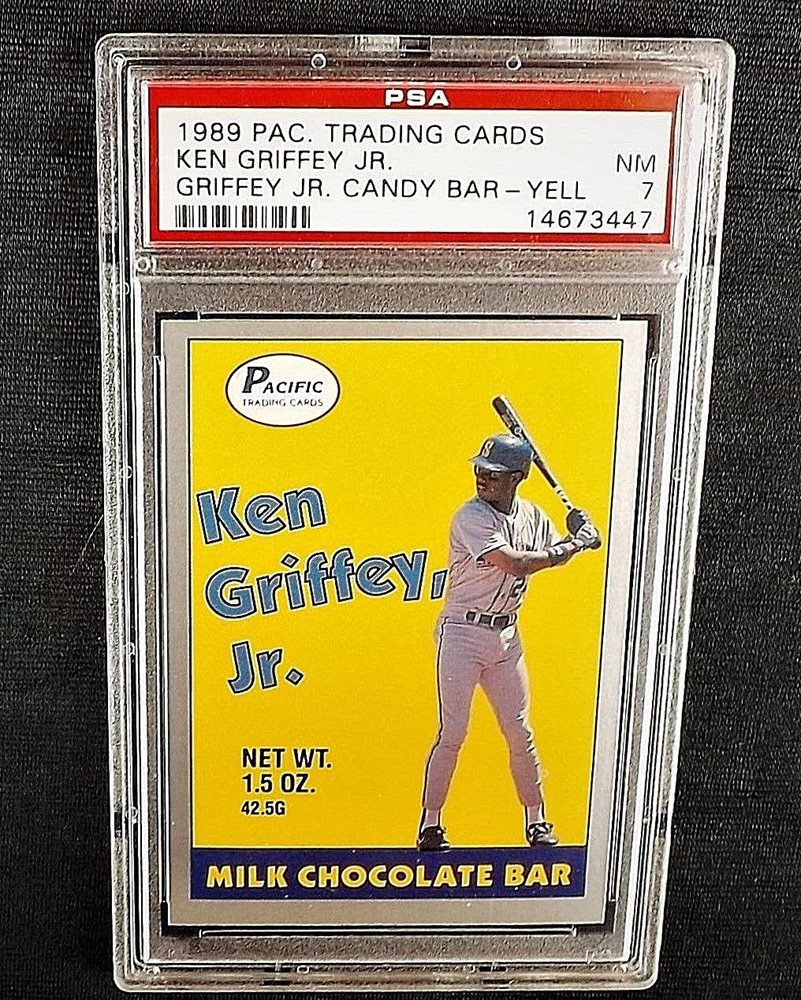 PSA
1989 PAC. TRADING CARDS
KEN GRIFFEY JR. NM
GRIFFEY JR. CANDY BAR - YELL 7
14673447
PACIFIC
TRADING CARDS
Ken
Griffey,
Jr.
S
2
NET WT.
1.5 OZ.
42.5G
MILK CHOCOLATE BAR